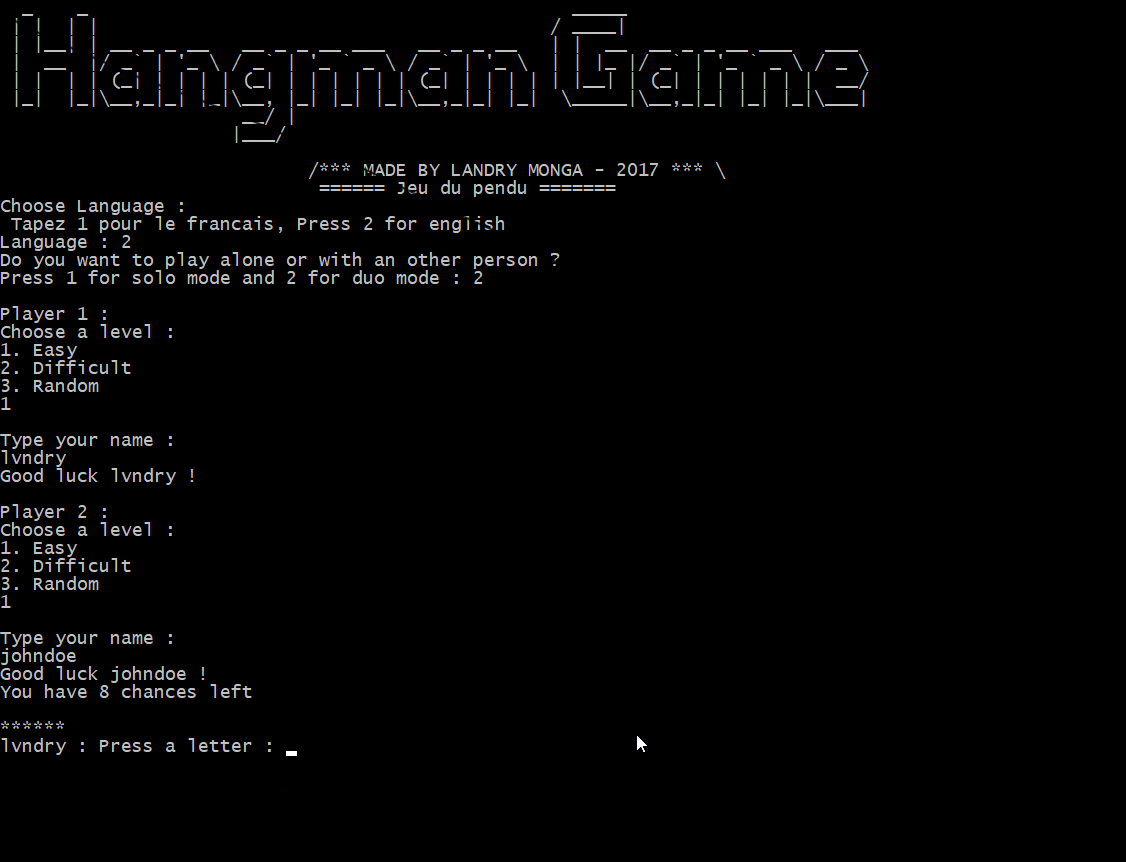 Hangman Game
/*** MADE BY LANDRY MONGA - 2017 *** \
====== Jeu du pendu =======
Choose Language :
Tapez 1 pour le francais, Press 2 for english
Language : 2
Do you want to play alone or with an other person ?
Press 1 for solo mode and 2 for duo mode : 2
Player 1 :
Choose a level :
1. Easy
2. Difficult
3. Random
1
Type your name :
lvndry
Good luck lvndry !
Player 2 :
Choose a level :
1. Easy
2. Difficult
3. Random
1
Type your name :
johndoe
Good luck johndoe !
You have 8 chances left
******
lvndry : Press a letter :